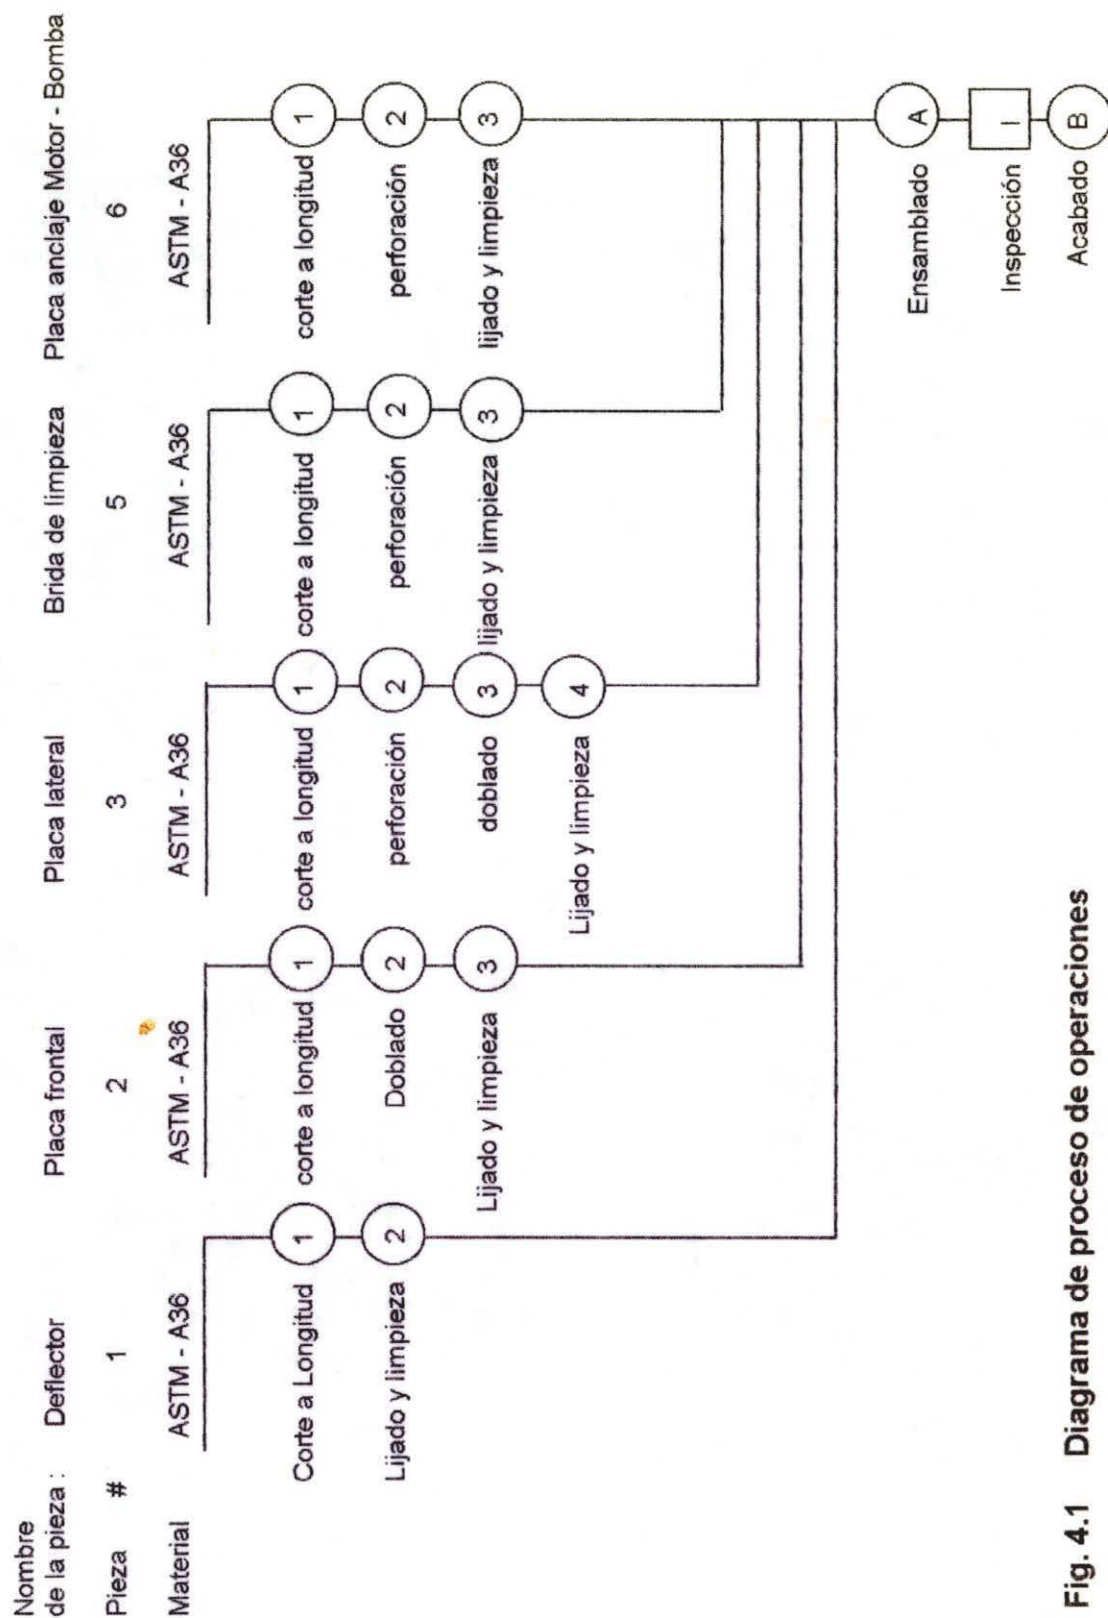 Nombre
de la pieza : Deflector Placa frontal Placa lateral Brida de limpieza Placa anclaje Motor - Bomba
Pieza # 1 2 3 5 6
Material ASTM - A36 ASTM - A36 ASTM - A36 ASTM - A36 ASTM - A36
Corte a Longitud 1 corte a longitud 1 corte a longitud 1 corte a longitud 1 corte a longitud 1
Lijado y limpieza 2 Doblado 2 perforación 2 perforación 2 perforación 2
Lijado y limpieza 3 doblado 3 lijado y limpieza 3 lijado y limpieza 3
Lijado y limpieza 4
Ensamblado A
Inspección I
Acabado B
Fig. 4.1 Diagrama de proceso de operaciones